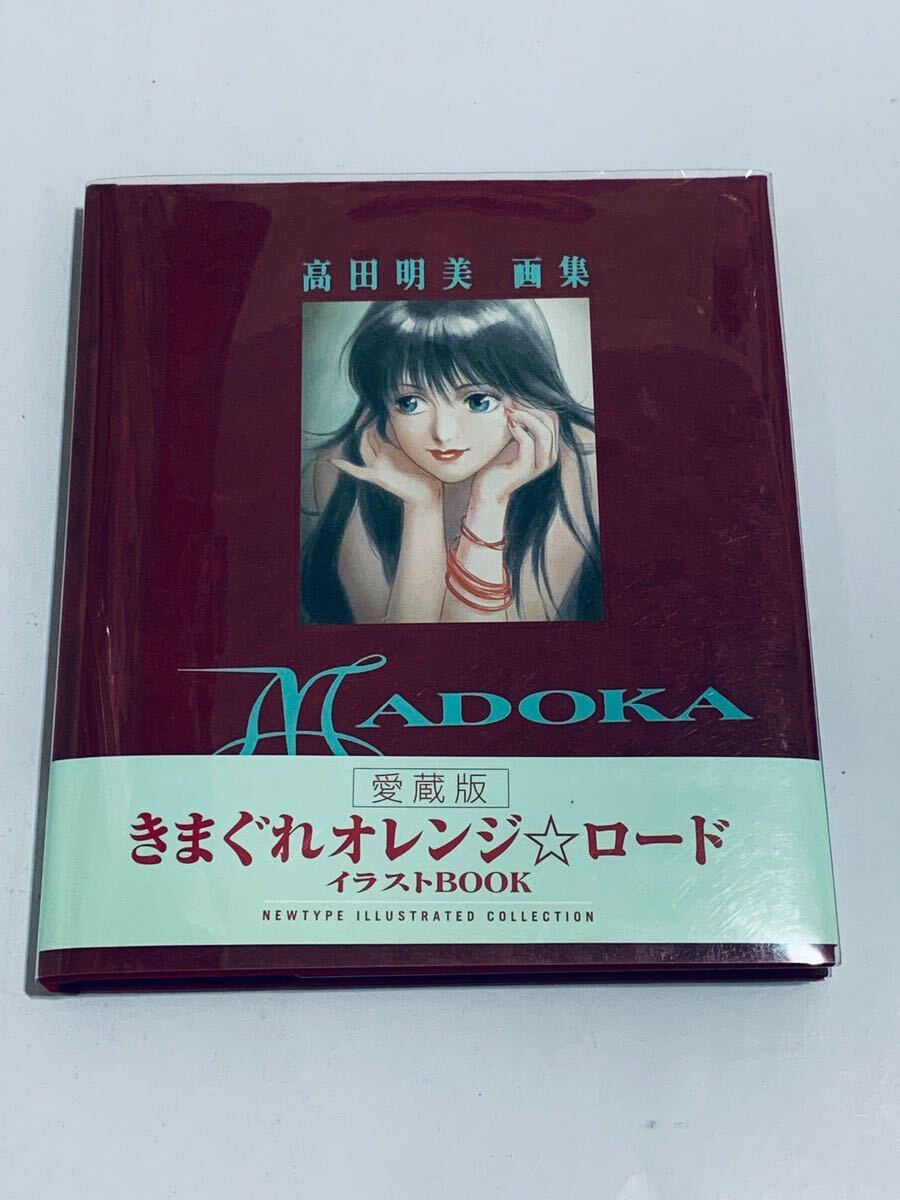 高田明美 画集
MADOKA
愛蔵版
きまぐれオレンジ☆ロード
イラストBOOK
NEWTYPE ILLUSTRATED COLLECTION